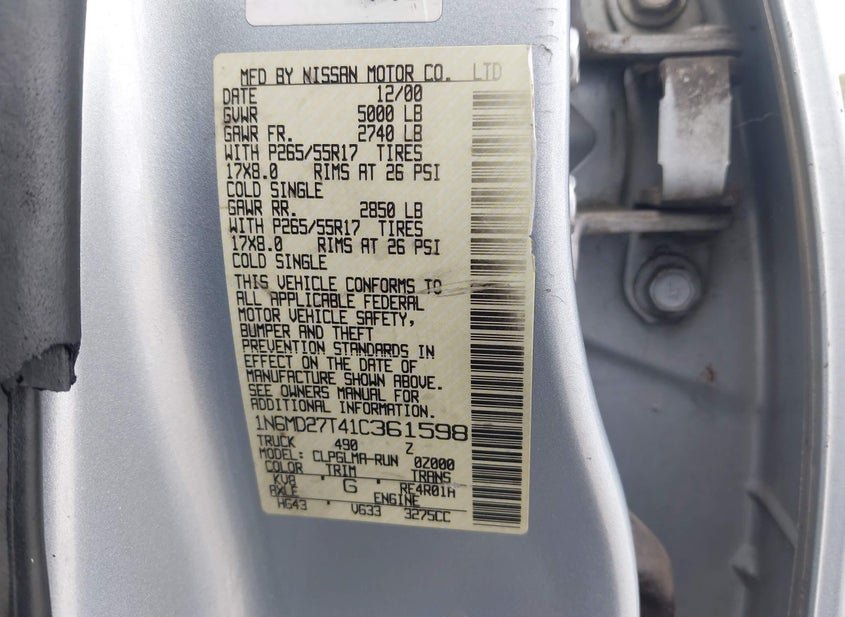 MFD BY NISSAN MOTOR CO. LTD
DATE 12/00
GVWR 5000 LB
GAWR FR. 2740 LB
WITH P265/55R17 TIRES
17X8.0 RIMS AT 26 PSI
COLD SINGLE
GAWR RR. 2850 LB
WITH P265/55R17 TIRES
17X8.0 RIMS AT 26 PSI
COLD SINGLE
THIS VEHICLE CONFORMS TO
ALL APPLICABLE FEDERAL
MOTOR VEHICLE SAFETY,
BUMPER AND THEFT
PREVENTION STANDARDS IN
EFFECT ON THE DATE OF
MANUFACTURE SHOWN ABOVE.
SEE OWNERS MANUAL FOR
ADDITIONAL INFORMATION.
1N6MD27T41C361598
TRUCK 490 Z
MODEL: CLPGLMA-RUN 0Z000
COLOR TRIM TRANS
KV8 G RE4R01A
AXLE ENGINE
HG43 VG33 3275CC